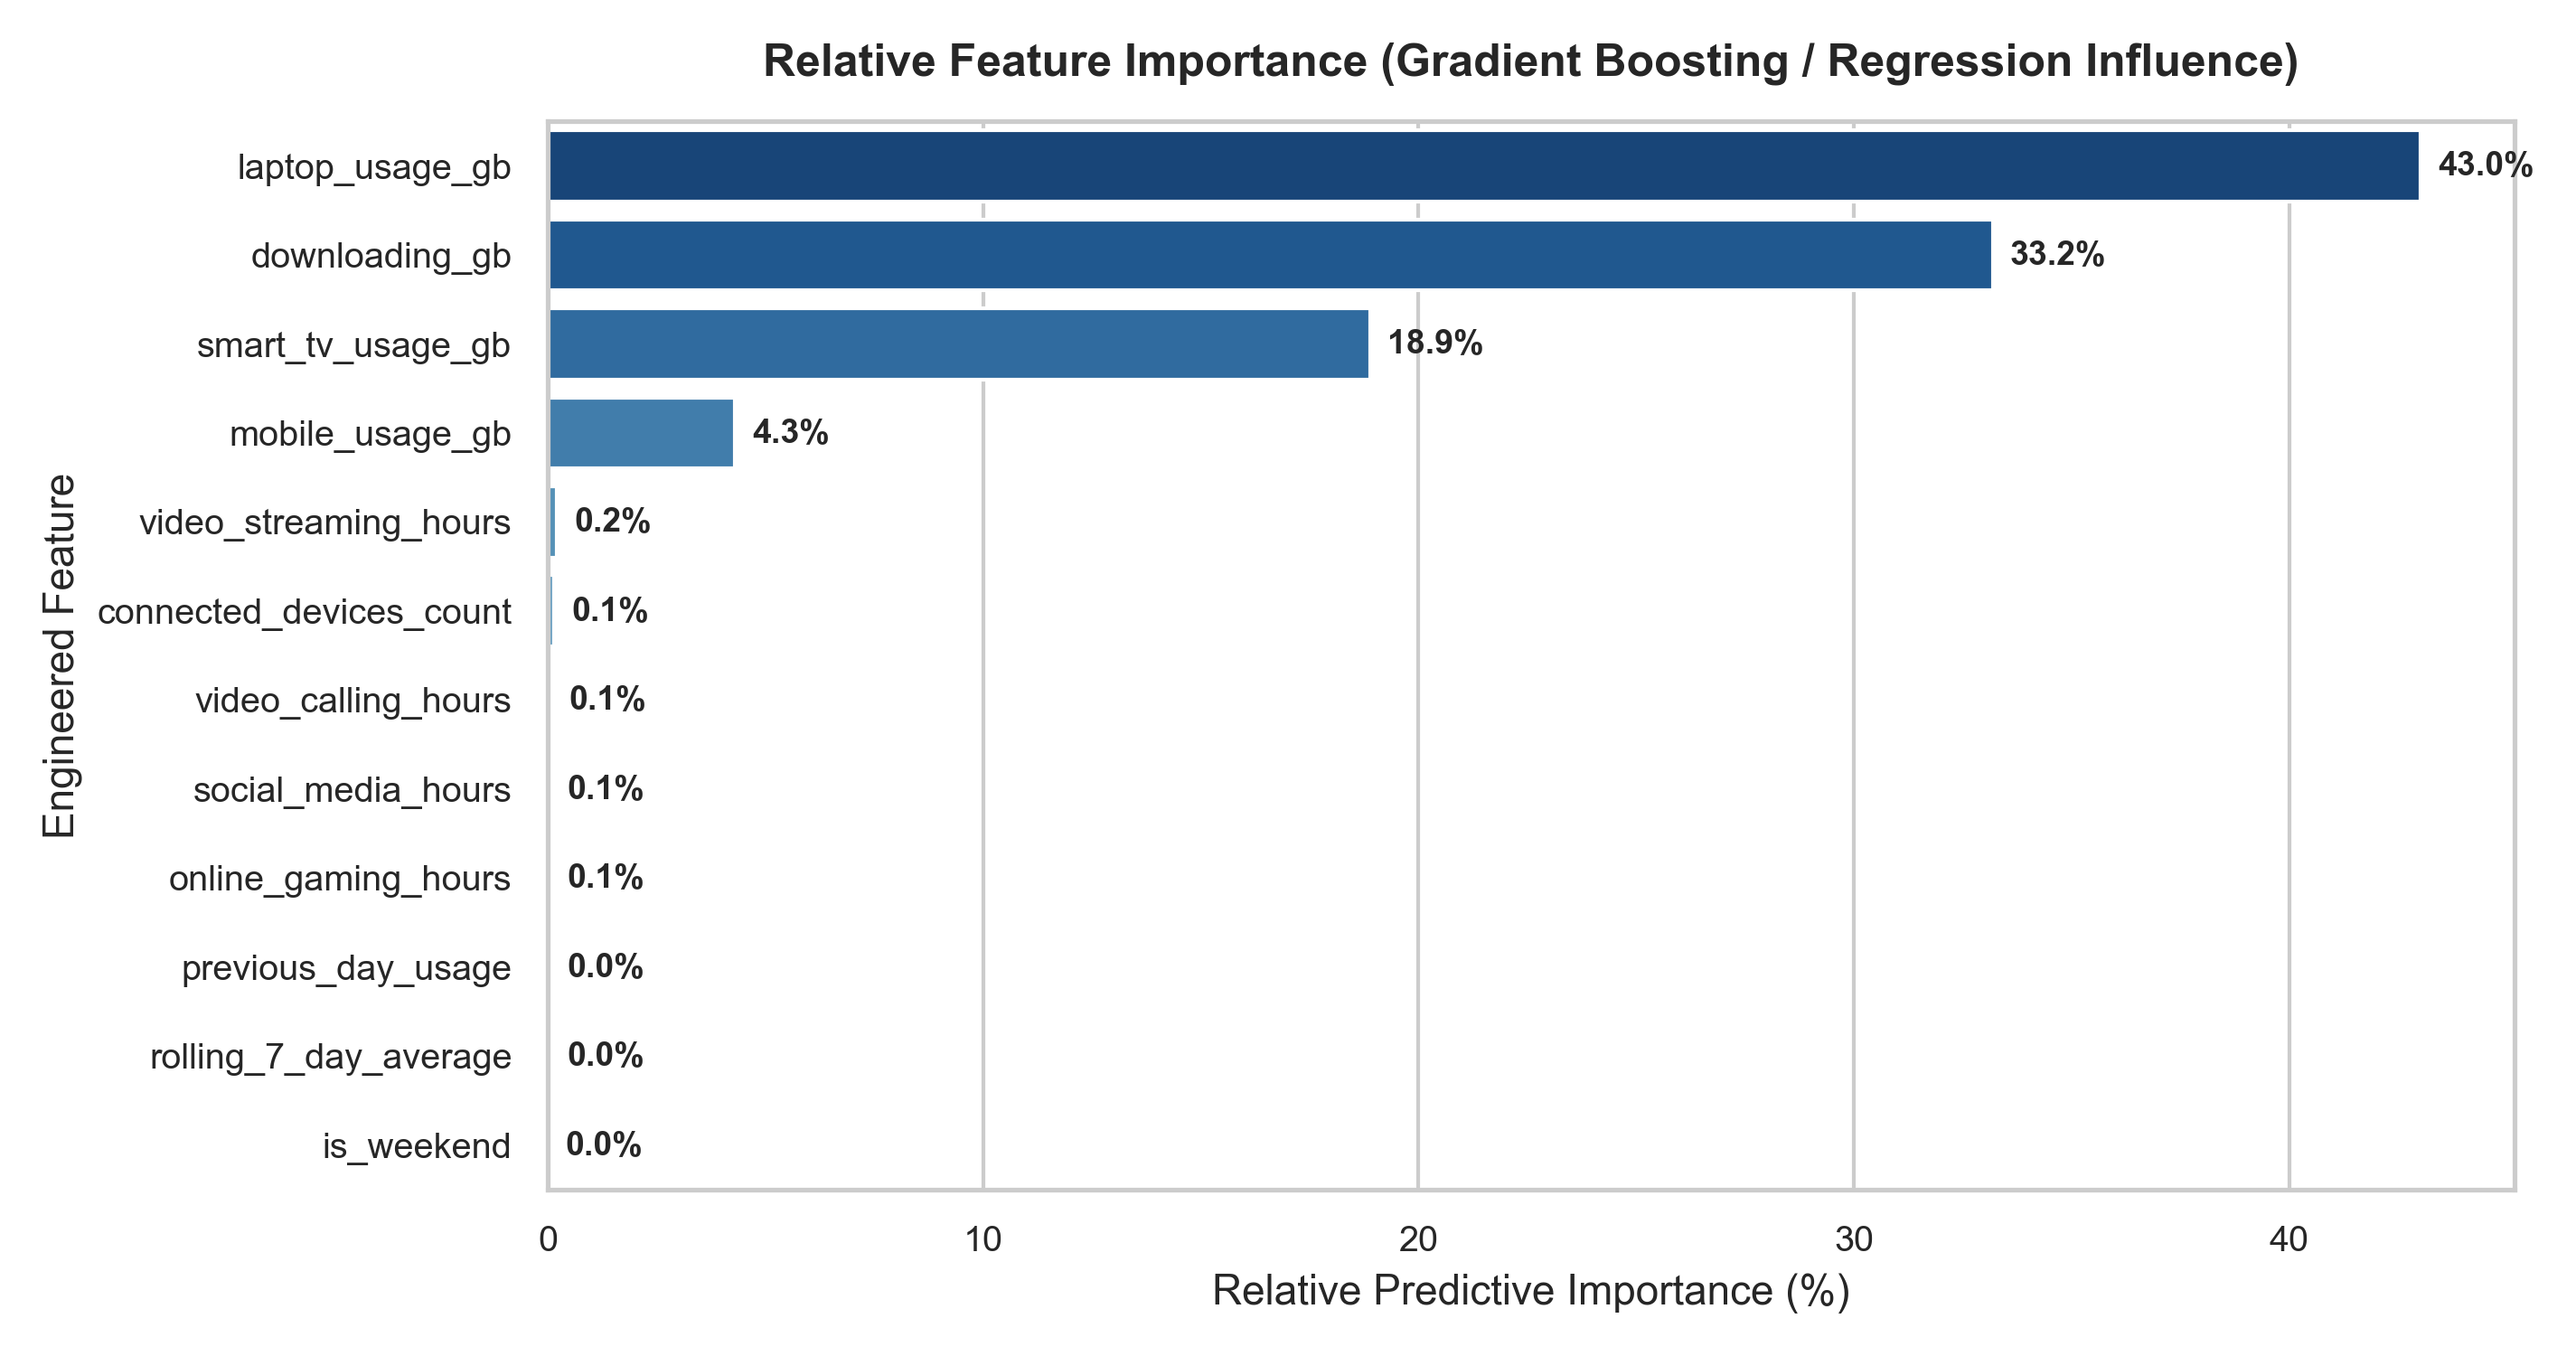 Relative Feature Importance (Gradient Boosting / Regression Influence)
Engineered Feature
laptop_usage_gb 43.0%
downloading_gb 33.2%
smart_tv_usage_gb 18.9%
mobile_usage_gb 4.3%
video_streaming_hours 0.2%
connected_devices_count 0.1%
video_calling_hours 0.1%
social_media_hours 0.1%
online_gaming_hours 0.1%
previous_day_usage 0.0%
rolling_7_day_average 0.0%
is_weekend 0.0%
0 10 20 30 40
Relative Predictive Importance (%)